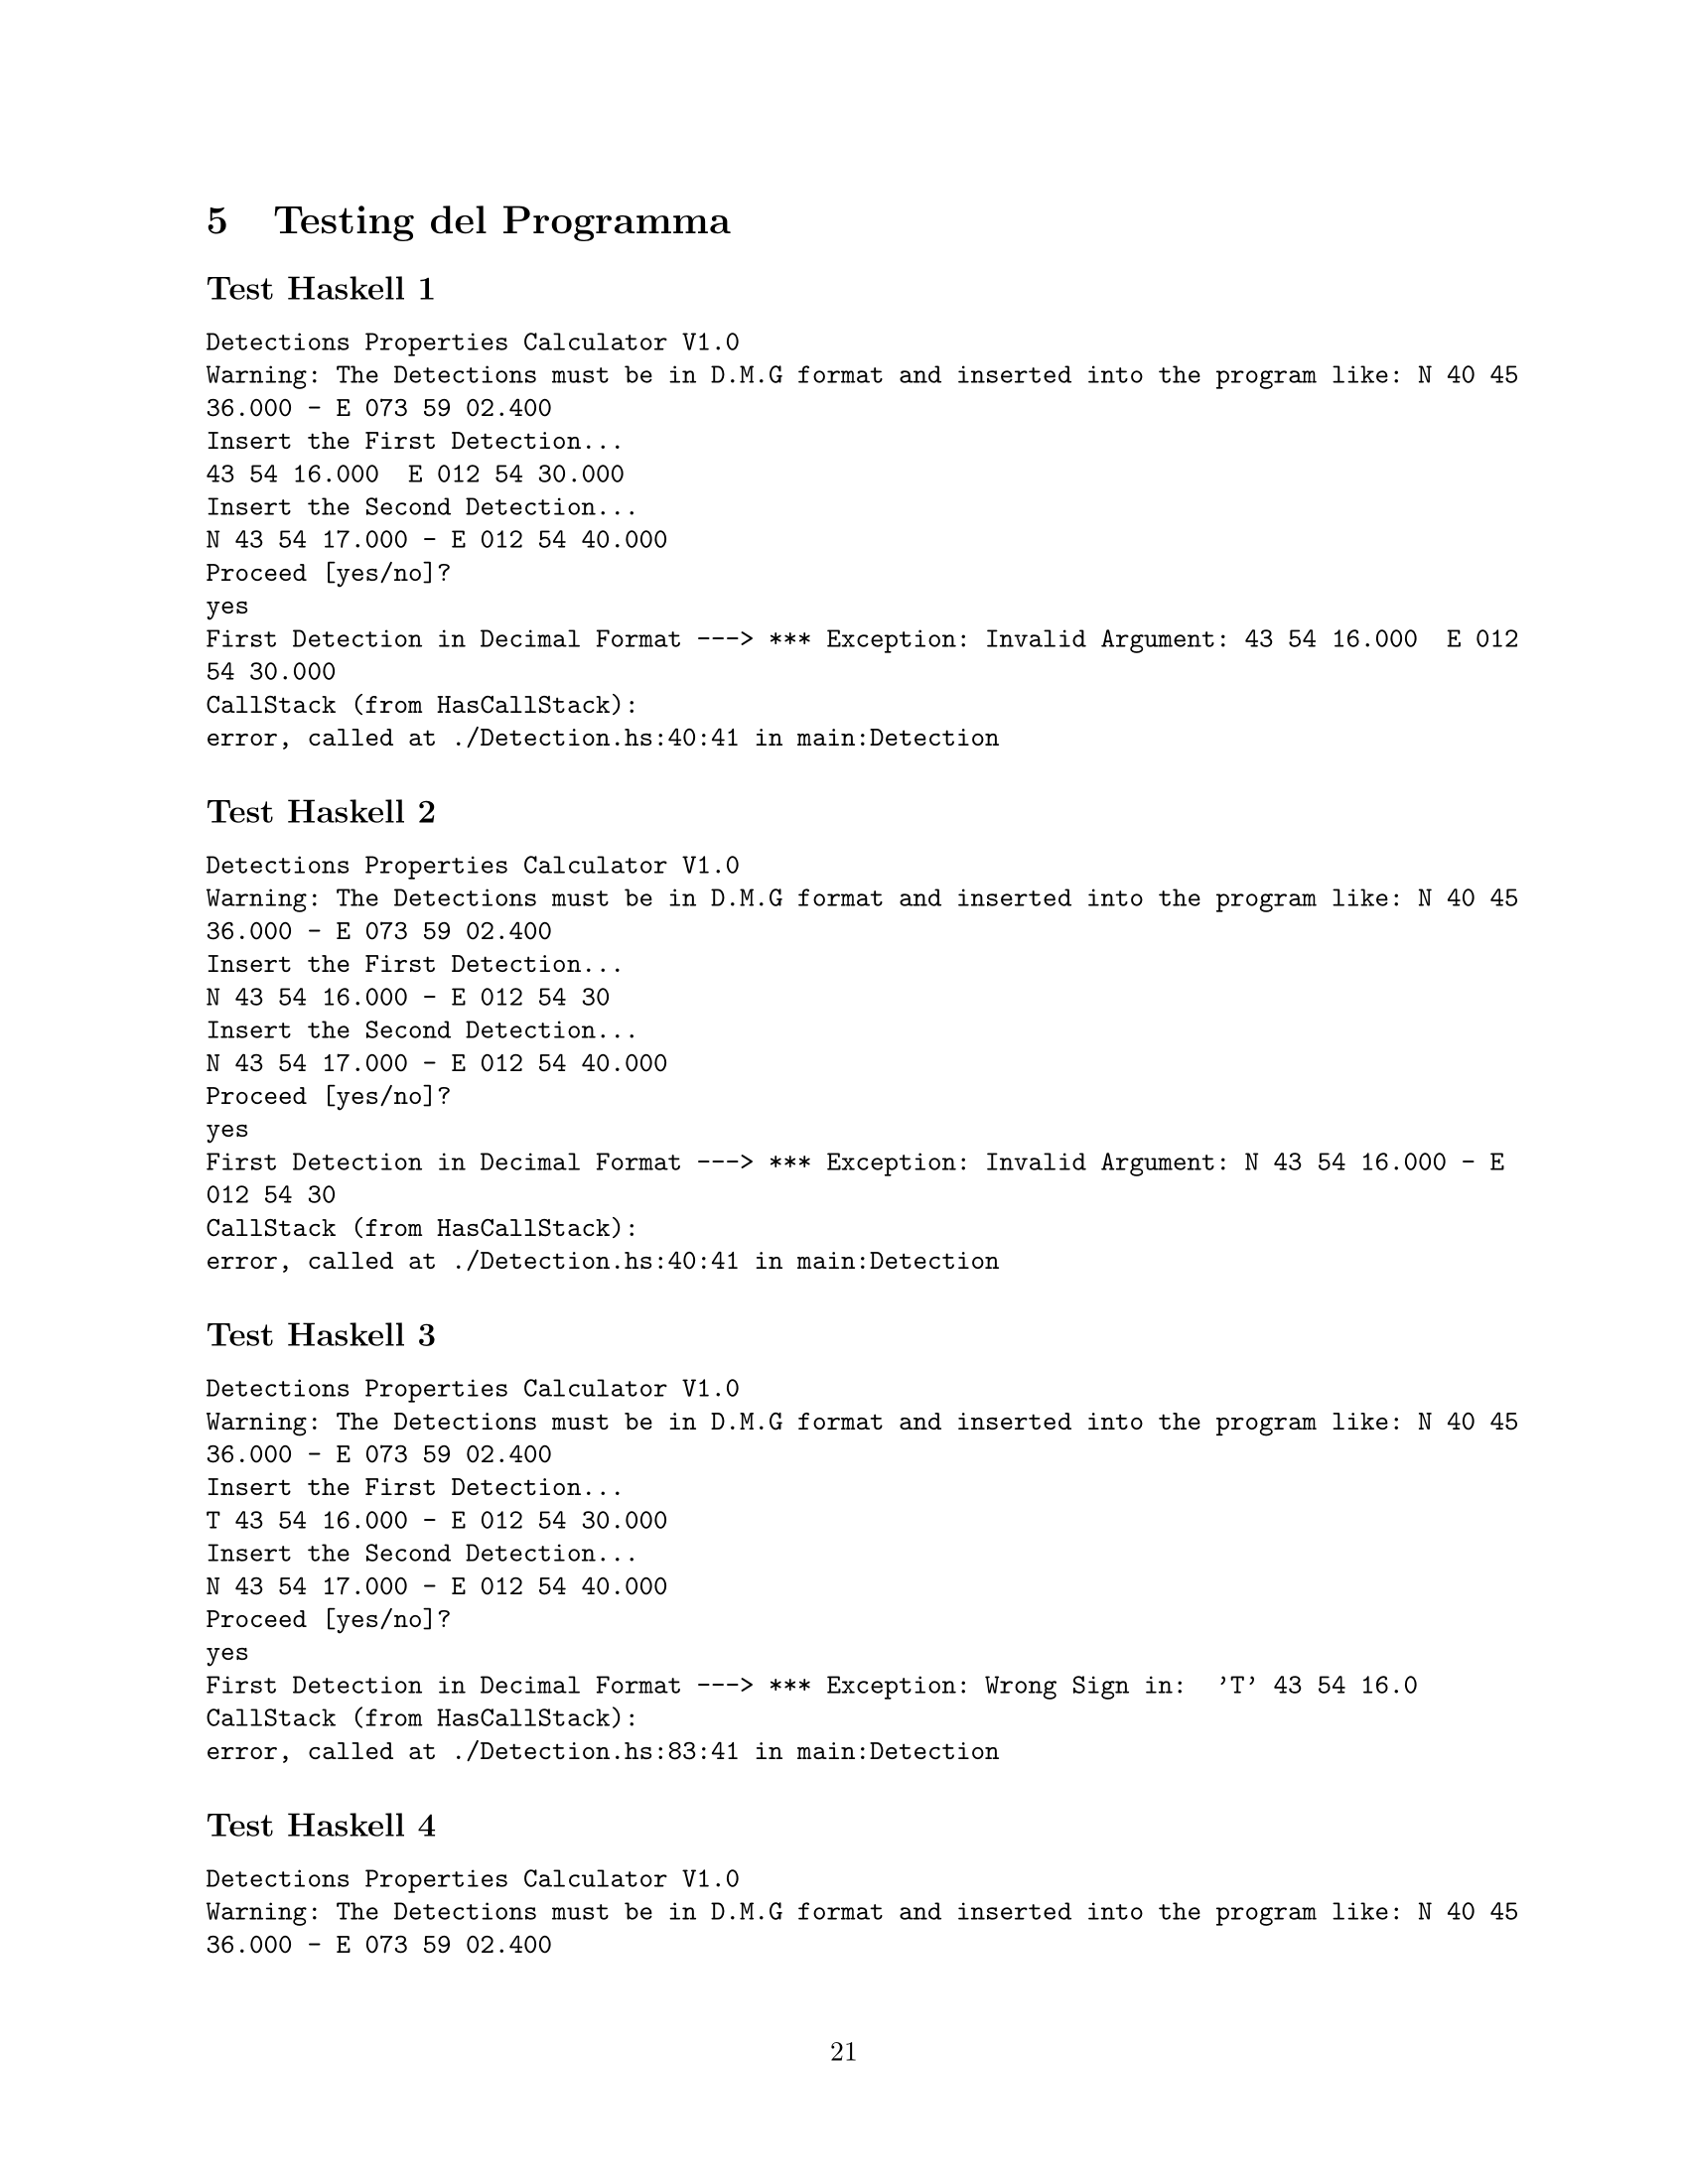 5 Testing del Programma
Test Haskell 1
Detections Properties Calculator V1.0
Warning: The Detections must be in D.M.G format and inserted into the program like: N 40 45
36.000 - E 073 59 02.400
Insert the First Detection...
43 54 16.000  E 012 54 30.000
Insert the Second Detection...
N 43 54 17.000 - E 012 54 40.000
Proceed [yes/no]?
yes
First Detection in Decimal Format ---> *** Exception: Invalid Argument: 43 54 16.000  E 012
54 30.000
CallStack (from HasCallStack):
error, called at ./Detection.hs:40:41 in main:Detection
Test Haskell 2
Detections Properties Calculator V1.0
Warning: The Detections must be in D.M.G format and inserted into the program like: N 40 45
36.000 - E 073 59 02.400
Insert the First Detection...
N 43 54 16.000 - E 012 54 30
Insert the Second Detection...
N 43 54 17.000 - E 012 54 40.000
Proceed [yes/no]?
yes
First Detection in Decimal Format ---> *** Exception: Invalid Argument: N 43 54 16.000 - E
012 54 30
CallStack (from HasCallStack):
error, called at ./Detection.hs:40:41 in main:Detection
Test Haskell 3
Detections Properties Calculator V1.0
Warning: The Detections must be in D.M.G format and inserted into the program like: N 40 45
36.000 - E 073 59 02.400
Insert the First Detection...
T 43 54 16.000 - E 012 54 30.000
Insert the Second Detection...
N 43 54 17.000 - E 012 54 40.000
Proceed [yes/no]?
yes
First Detection in Decimal Format ---> *** Exception: Wrong Sign in:  ’T’ 43 54 16.0
CallStack (from HasCallStack):
error, called at ./Detection.hs:83:41 in main:Detection
Test Haskell 4
Detections Properties Calculator V1.0
Warning: The Detections must be in D.M.G format and inserted into the program like: N 40 45
36.000 - E 073 59 02.400
21